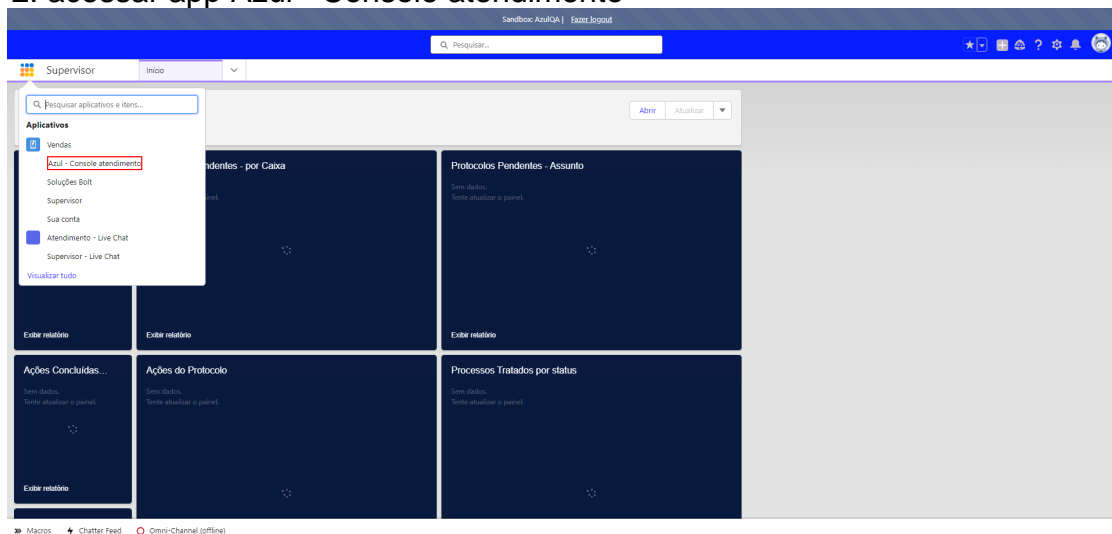 2. acessar app Azul - Console atendimento
Sandbox: AzulQA | Fazer logout
Pesquisar...
Supervisor
Início
Pesquisar aplicativos e itens...
Aplicativos
Vendas
Azul - Console atendimento
Soluções Bolt
Supervisor
Sua conta
Atendimento - Live Chat
Supervisor - Live Chat
Visualizar tudo
Abrir
Atualizar
por Caixa
Protocolos Pendentes - Assunto
Sem dados.
Tente atualizar o painel.
Exibir relatório
Exibir relatório
Exibir relatório
Ações Concluídas...
Sem dados.
Tente atualizar o painel.
Exibir relatório
Ações do Protocolo
Sem dados.
Tente atualizar o painel.
Processos Tratados por status
Sem dados.
Tente atualizar o painel.
Macros
Chatter Feed
Omni-Channel (offline)